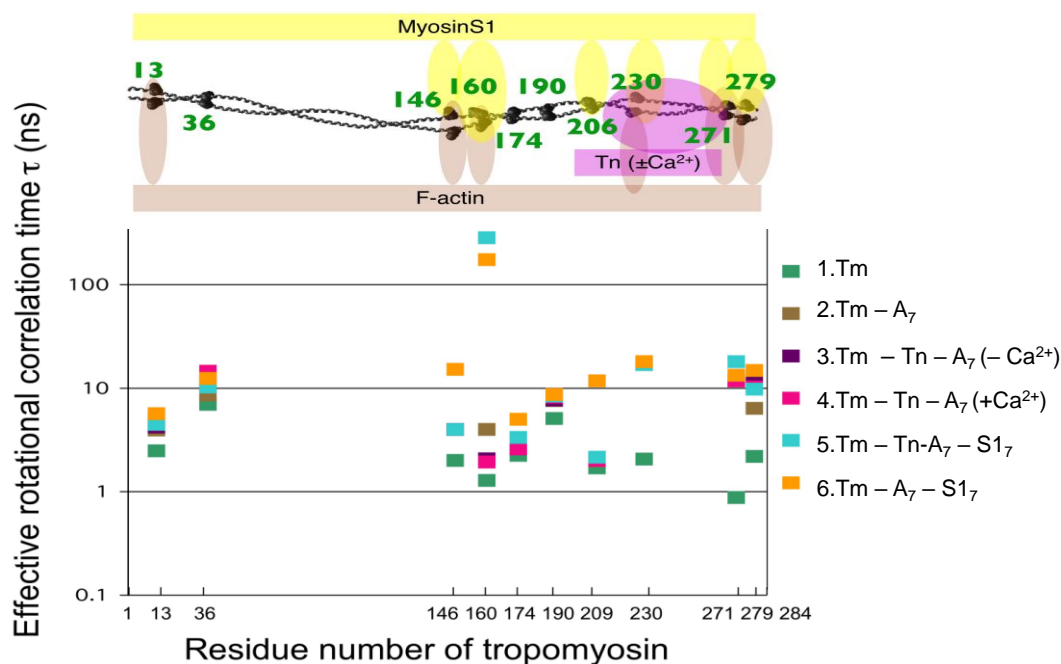 MyosinS1
13
160
190
230
279
146
36
206
271
174
Tn (±Ca²⁺)
F-actin
Effective rotational correlation time τ (ns)
100
10
1
0.1
1 13 36 146 160 174 190 209 230 271 279 284
Residue number of tropomyosin
1.Tm
2.Tm – A₇
3.Tm – Tn – A₇ (– Ca²⁺)
4.Tm – Tn – A₇ (+Ca²⁺)
5.Tm – Tn-A₇ – S1₇
6.Tm – A₇ – S1₇